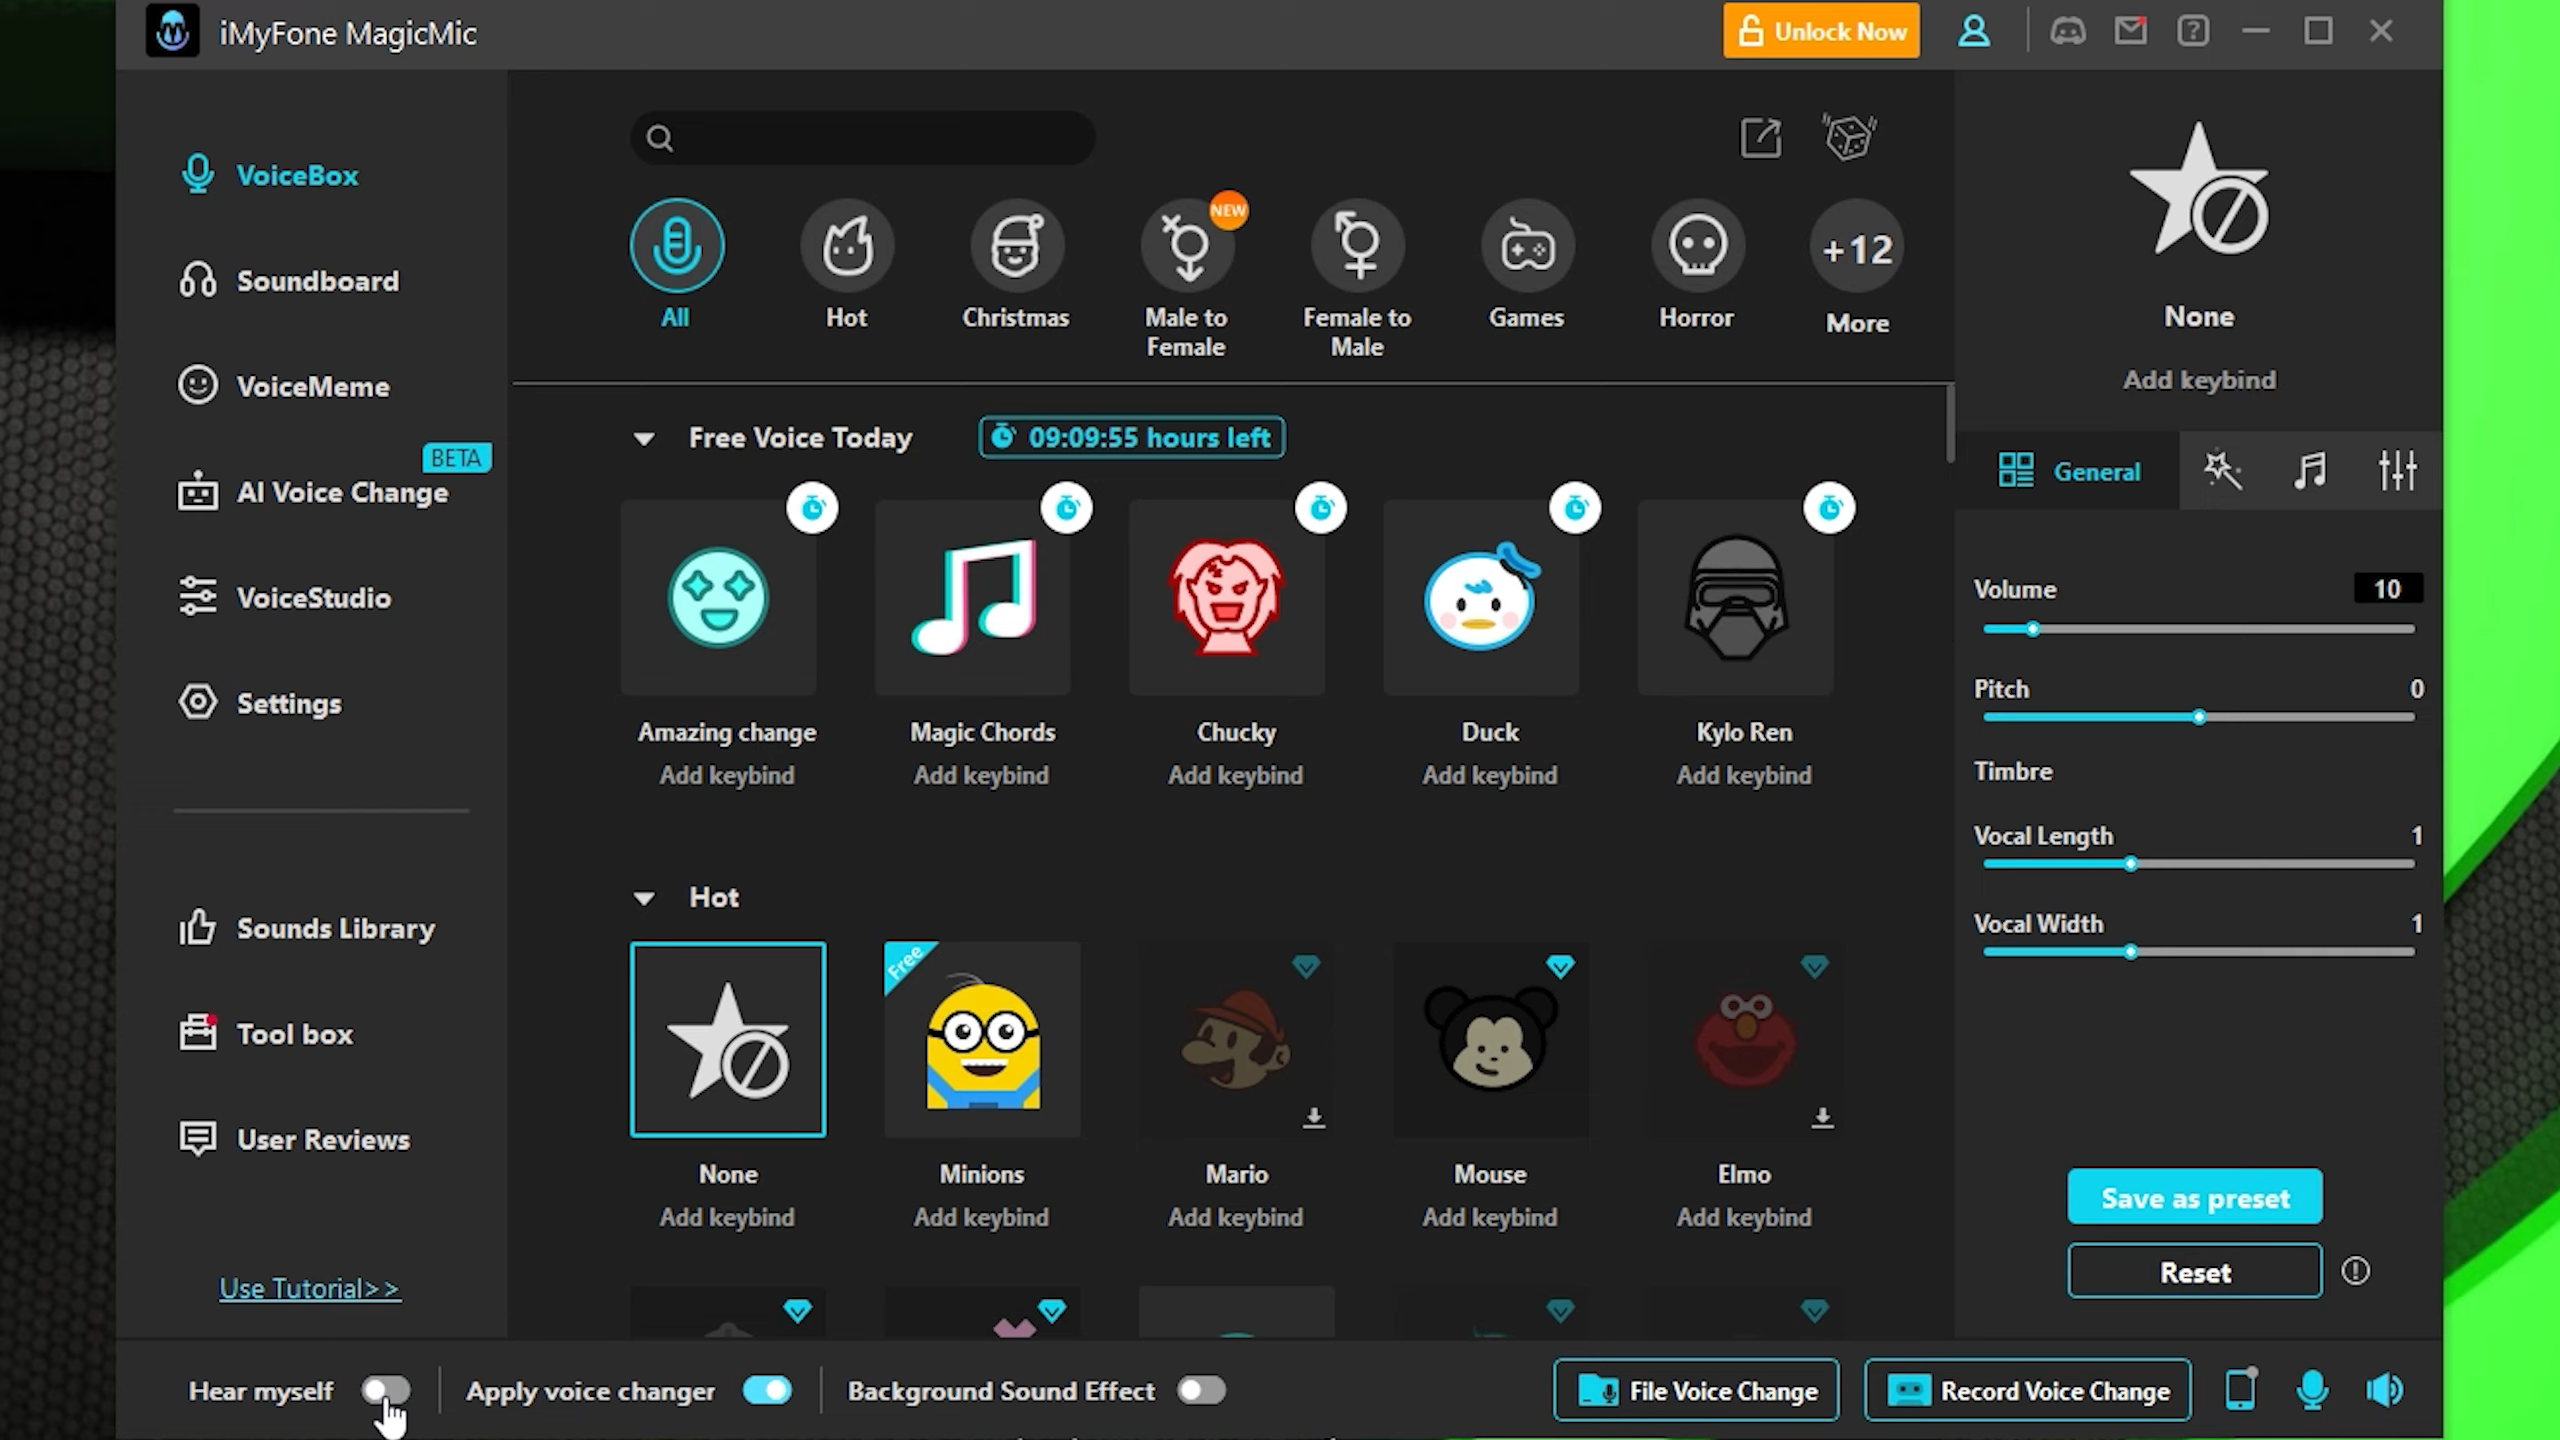 iMyFone MagicMic
Unlock Now
VoiceBox
Soundboard
VoiceMeme
BETA
AI Voice Change
VoiceStudio
Settings
Sounds Library
Tool box
User Reviews
Use Tutorial>>
All
Hot
Christmas
NEW
Male to
Female
Female to
Male
Games
Horror
+12
More
Free Voice Today
09:09:55 hours left
Amazing change
Add keybind
Magic Chords
Add keybind
Chucky
Add keybind
Duck
Add keybind
Kylo Ren
Add keybind
Hot
None
Add keybind
Free
Minions
Add keybind
Mario
Add keybind
Mouse
Add keybind
Elmo
Add keybind
None
Add keybind
General
Volume 10
Pitch 0
Timbre
Vocal Length 1
Vocal Width 1
Save as preset
Reset
Hear myself
Apply voice changer
Background Sound Effect
File Voice Change
Record Voice Change